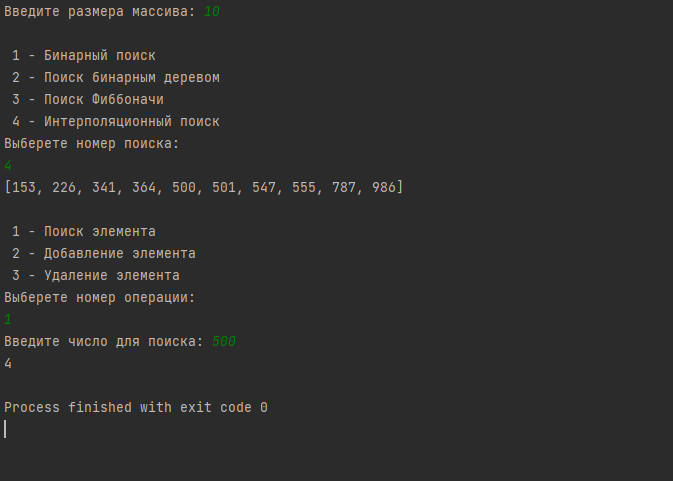 Введите размера массива: 10
1 - Бинарный поиск
2 - Поиск бинарным деревом
3 - Поиск Фиббоначи
4 - Интерполяционный поиск
Выберете номер поиска:
4
[153, 226, 341, 364, 500, 501, 547, 555, 787, 986]
1 - Поиск элемента
2 - Добавление элемента
3 - Удаление элемента
Выберете номер операции:
1
Введите число для поиска: 500
4
Process finished with exit code 0